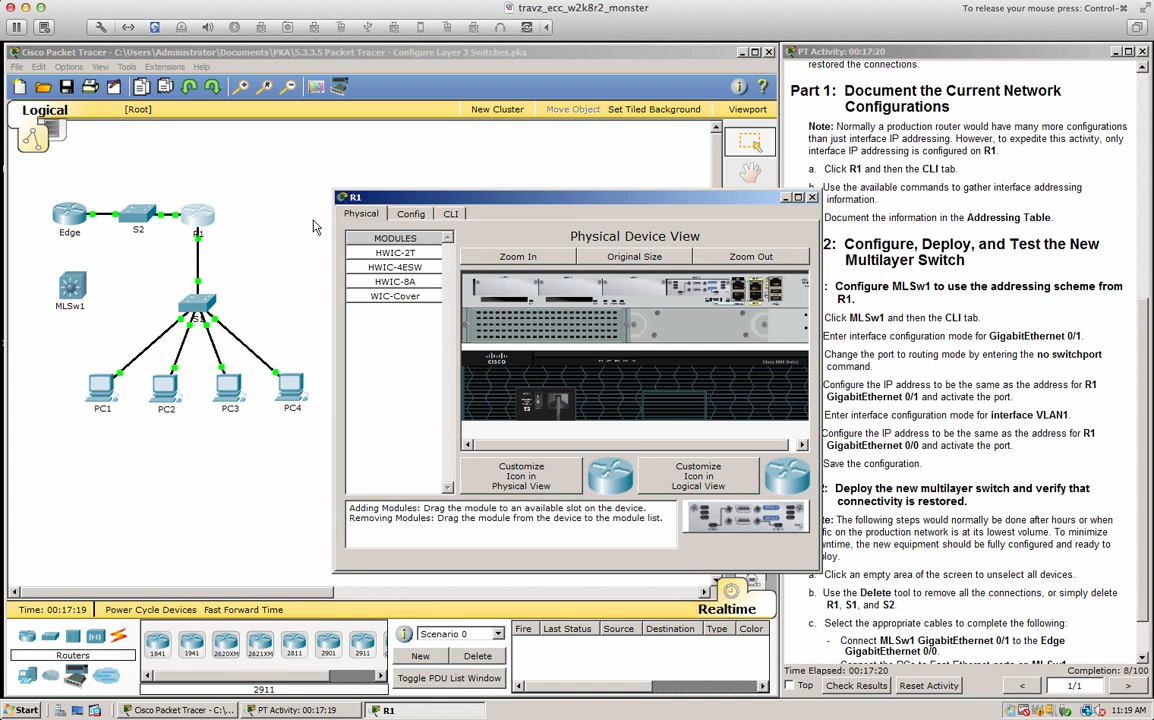 travz_ecc_w2k8r2_monster
To release your mouse press: Control-⌘
Cisco Packet Tracer - C:\Users\Administrator\Documents\PKA\5.3.3.5 Packet Tracer - Configure Layer 3 Switches.pka
File Edit Options View Tools Extensions Help
Logical
[Root]
New Cluster
Move Object
Set Tiled Background
Viewport
Edge
S2
R1
MLSw1
S1
PC1
PC2
PC3
PC4
R1
Physical
Config
CLI
MODULES
HWIC-2T
HWIC-4ESW
HWIC-8A
WIC-Cover
Physical Device View
Zoom In
Original Size
Zoom Out
CISCO
Customize
Icon in
Physical View
Customize
Icon in
Logical View
Adding Modules: Drag the module to an available slot on the device.
Removing Modules: Drag the module from the device to the module list.
Time: 00:17:19
Power Cycle Devices
Fast Forward Time
Realtime
Routers
1841
1941
2620XM
2621XM
2811
2901
2911
2911
Scenario 0
New
Delete
Toggle PDU List Window
Fire
Last Status
Source
Destination
Type
Color
PT Activity: 00:17:20
restored the connections.
Part 1: Document the Current Network
Configurations
Note: Normally a production router would have many more configurations
than just interface IP addressing. However, to expedite this activity, only
interface IP addressing is configured on R1.
a. Click R1 and then the CLI tab.
Use the available commands to gather interface addressing
information.
Document the information in the Addressing Table.
2: Configure, Deploy, and Test the New
Multilayer Switch
: Configure MLSw1 to use the addressing scheme from
R1.
Click MLSw1 and then the CLI tab.
Enter interface configuration mode for GigabitEthernet 0/1.
Change the port to routing mode by entering the no switchport
command.
Configure the IP address to be the same as the address for R1
GigabitEthernet 0/1 and activate the port.
Enter interface configuration mode for interface VLAN1.
Configure the IP address to be the same as the address for R1
GigabitEthernet 0/0 and activate the port.
Save the configuration.
: Deploy the new multilayer switch and verify that
connectivity is restored.
te: The following steps would normally be done after hours or when
fic on the production network is at its lowest volume. To minimize
wntime, the new equipment should be fully configured and ready to
ploy.
a. Click an empty area of the screen to unselect all devices.
b. Use the Delete tool to remove all the connections, or simply delete
R1, S1, and S2.
c. Select the appropriate cables to complete the following:
- Connect MLSw1 GigabitEthernet 0/1 to the Edge
GigabitEthernet 0/0.
Time Elapsed: 00:17:20
Completion: 8/100
Top
Check Results
Reset Activity
<
1/1
>
Start
Cisco Packet Tracer - C:\...
PT Activity: 00:17:19
R1
11:19 AM